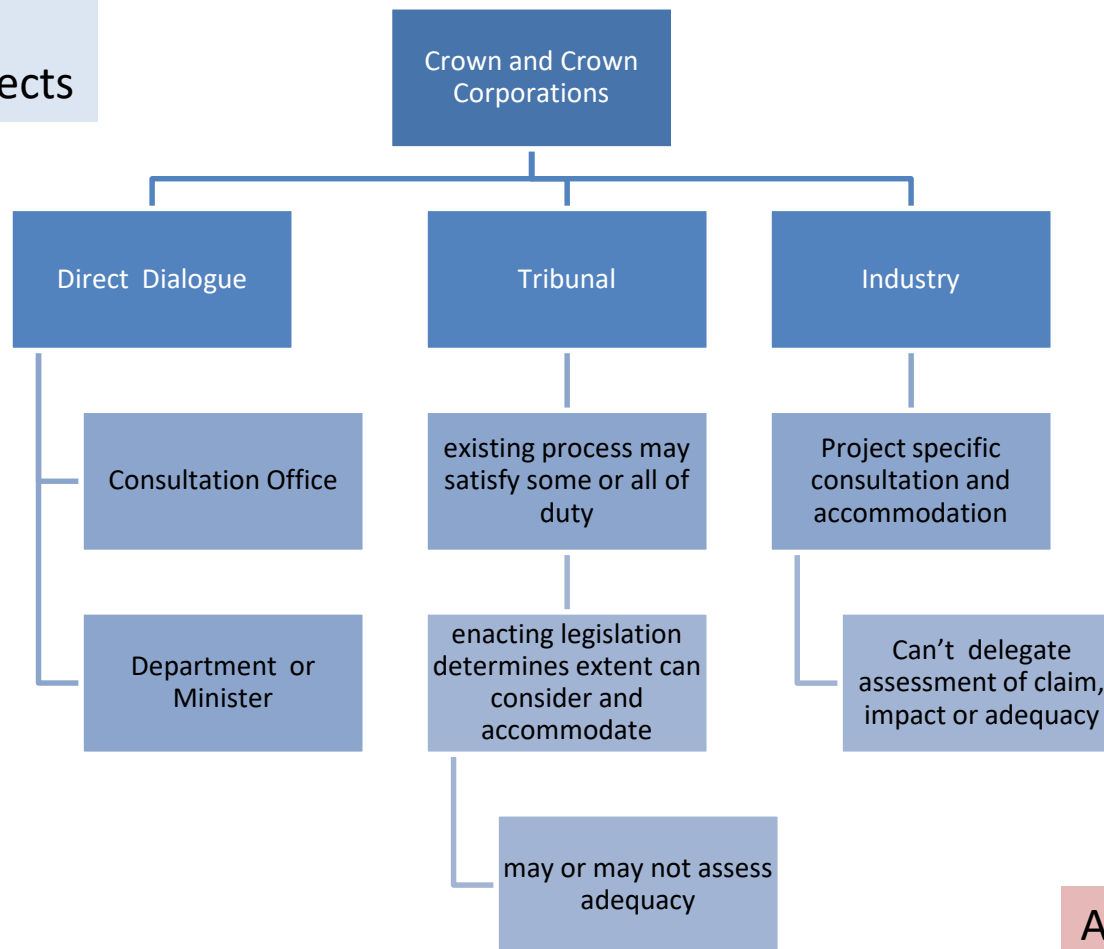 ects
Crown and Crown
Corporations
Direct Dialogue
Tribunal
Industry
Consultation Office
existing process may
satisfy some or all of
duty
Project specific
consultation and
accommodation
Department or
Minister
enacting legislation
determines extent can
consider and
accommodate
Can’t delegate
assessment of claim,
impact or adequacy
may or may not assess
adequacy
A